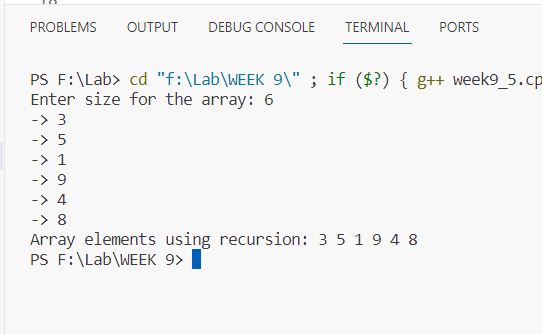 PROBLEMS OUTPUT DEBUG CONSOLE TERMINAL PORTS
PS F:\Lab> cd "f:\Lab\WEEK 9\" ; if ($?) { g++ week9_5.cp
Enter size for the array: 6
-> 3
-> 5
-> 1
-> 9
-> 4
-> 8
Array elements using recursion: 3 5 1 9 4 8
PS F:\Lab\WEEK 9>